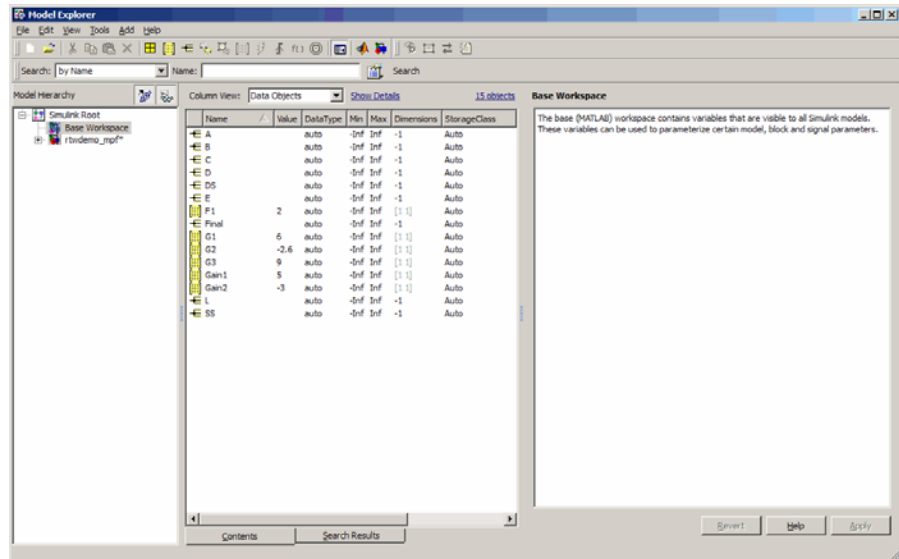 Model Explorer
File Edit View Tools Add Help
Search: by Name Name: Search
Model Hierarchy
Simulink Root
Base Workspace
rtwdemo_mpf*
Column View: Data Objects Show Details 15 objects
Name Value DataType Min Max Dimensions StorageClass
A auto -Inf Inf -1 Auto
B auto -Inf Inf -1 Auto
C auto -Inf Inf -1 Auto
D auto -Inf Inf -1 Auto
DS auto -Inf Inf -1 Auto
E auto -Inf Inf -1 Auto
F1 2 auto -Inf Inf [1 1] Auto
Final auto -Inf Inf -1 Auto
G1 6 auto -Inf Inf [1 1] Auto
G2 -2.6 auto -Inf Inf [1 1] Auto
G3 9 auto -Inf Inf [1 1] Auto
Gain1 5 auto -Inf Inf [1 1] Auto
Gain2 -3 auto -Inf Inf [1 1] Auto
L auto -Inf Inf -1 Auto
SS auto -Inf Inf -1 Auto
Contents Search Results
Base Workspace
The base (MATLAB) workspace contains variables that are visible to all Simulink models.
These variables can be used to parameterize certain model, block and signal parameters.
Revert Help Apply